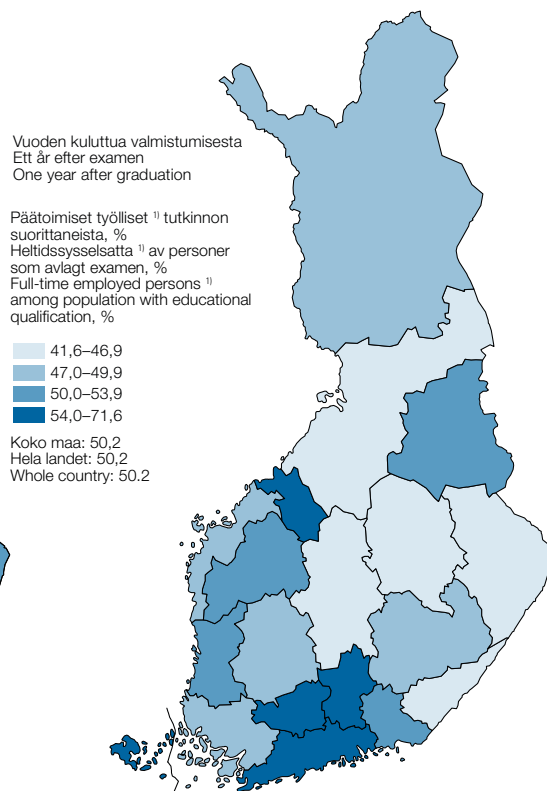 Vuoden kuluttua valmistumisesta
Ett år efter examen
One year after graduation
Päätoimiset työlliset ¹⁾ tutkinnon
suorittaneista, %
Heltidssysselsatta ¹⁾ av personer
som avlagt examen, %
Full-time employed persons ¹⁾
among population with educational
qualification, %
41,6–46,9
47,0–49,9
50,0–53,9
54,0–71,6
Koko maa: 50,2
Hela landet: 50,2
Whole country: 50.2